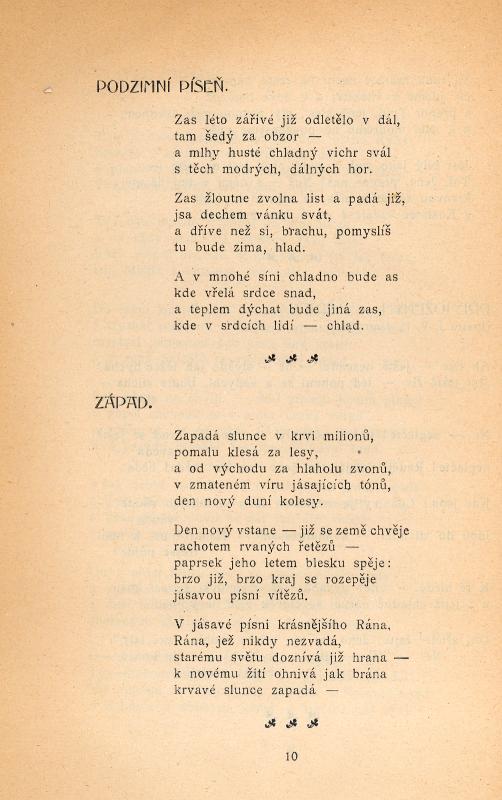 PODZIMNÍ PÍSEŇ.
Zas léto zářivé již odletělo v dál,
tam šedý za obzor —
a mlhy husté chladný vichr svál
s těch modrých, dálných hor.
Zas žloutne zvolna list a padá již,
jsa dechem vánku svát,
a dříve než si, brachu, pomyslíš
tu bude zima, hlad.
A v mnohé síni chladno bude as
kde vřelá srdce snad,
a teplem dýchat bude jiná zas,
kde v srdcích lidí — chlad.
ZÁPAD.
Zapadá slunce v krvi milionů,
pomalu klesá za lesy,
a od východu za hlaholu zvonů,
v zmateném víru jásajících tónů,
den nový duní kolesy.
Den nový vstane — již se země chvěje
rachotem rvaných řetězů —
paprsek jeho letem blesku spěje:
brzo již, brzo kraj se rozepěje
jásavou písní vítězů.
V jásavé písni krásnějšího Rána.
Rána, jež nikdy nezvadá,
starému světu doznívá již hrana —
k novému žití ohnivá jak brána
krvavé slunce zapadá —
10